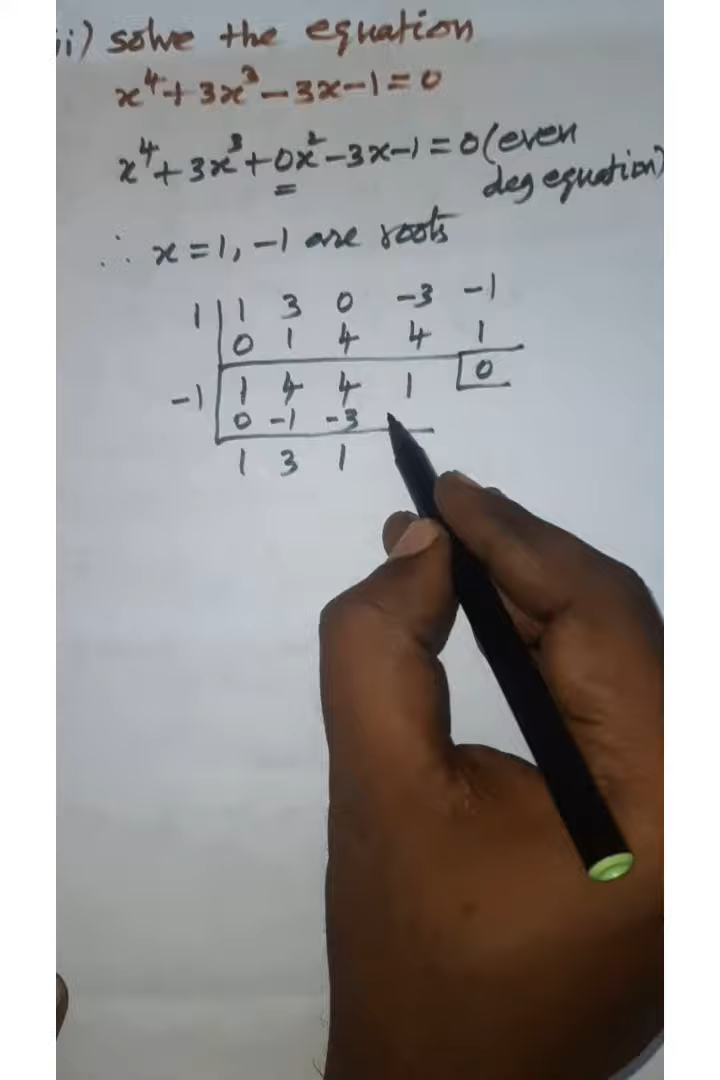 ii) solve the equation
x⁴+3x³-3x-1=0
x⁴+3x³+0x²-3x-1=0 (even
deg equation)
∴ x=1, -1 are roots
1 | 1 3 0 -3 -1
0 1 4 4 1
-1 | 1 4 4 1 | 0
0 -1 -3
1 3 1